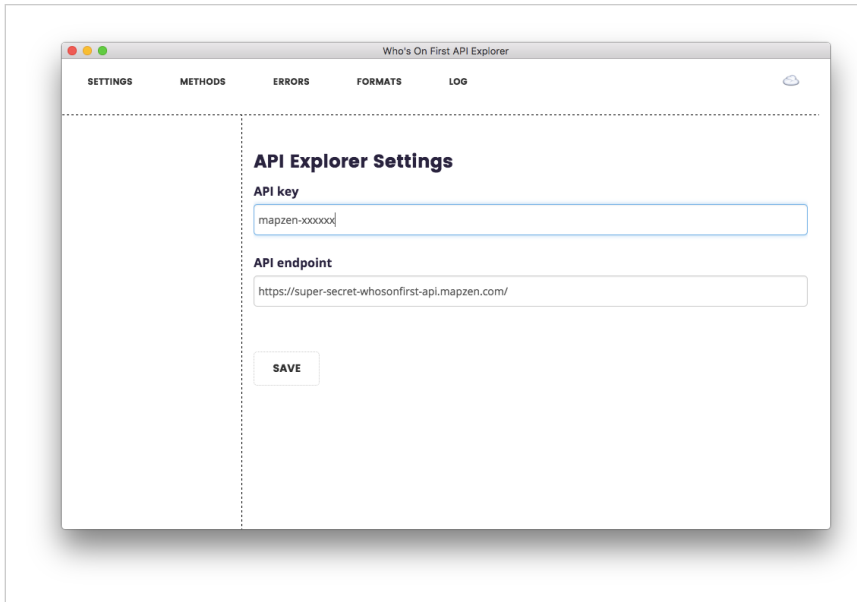 Who's On First API Explorer
SETTINGS METHODS ERRORS FORMATS LOG
API Explorer Settings
API key
mapzen-xxxxxx
API endpoint
https://super-secret-whosonfirst-api.mapzen.com/
SAVE